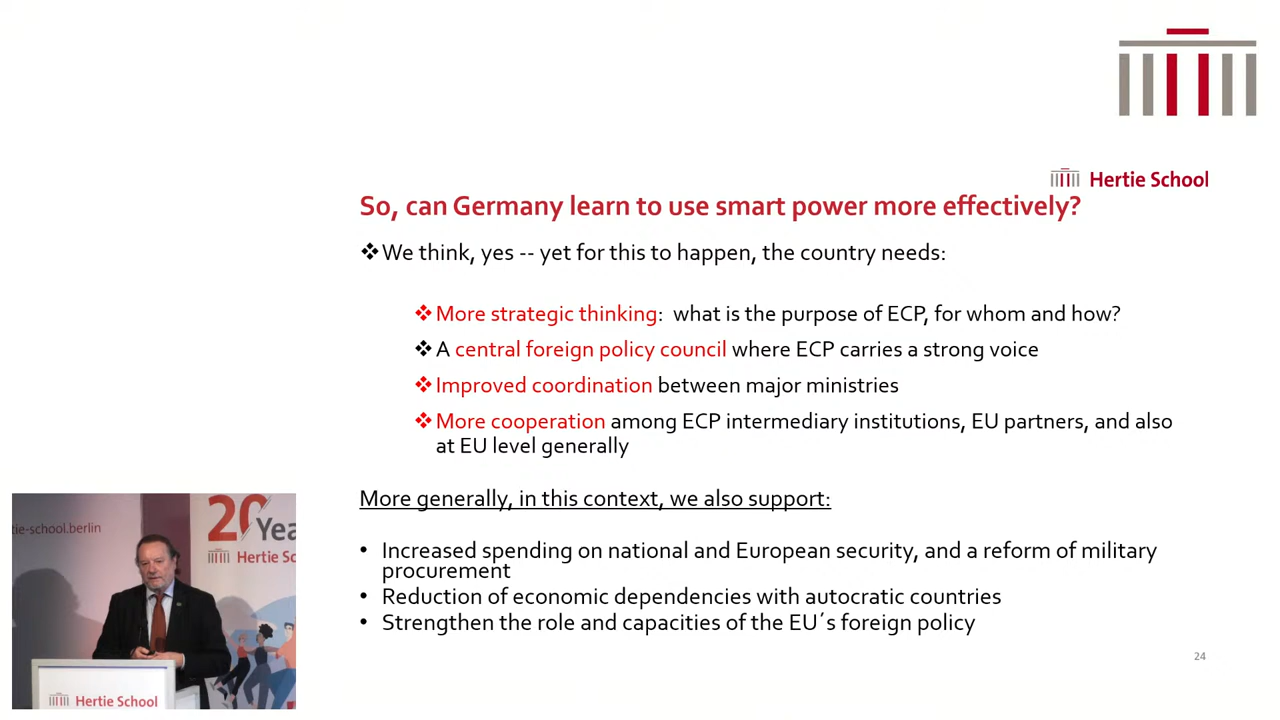 Hertie School
So, can Germany learn to use smart power more effectively?
❖We think, yes -- yet for this to happen, the country needs:
❖More strategic thinking:  what is the purpose of ECP, for whom and how?
❖A central foreign policy council where ECP carries a strong voice
❖Improved coordination between major ministries
❖More cooperation among ECP intermediary institutions, EU partners, and also
at EU level generally
More generally, in this context, we also support:
• Increased spending on national and European security, and a reform of military
procurement
• Reduction of economic dependencies with autocratic countries
• Strengthen the role and capacities of the EU´s foreign policy
24
tie-school.berlin
20 Yea
Hertie Sc
Hertie School